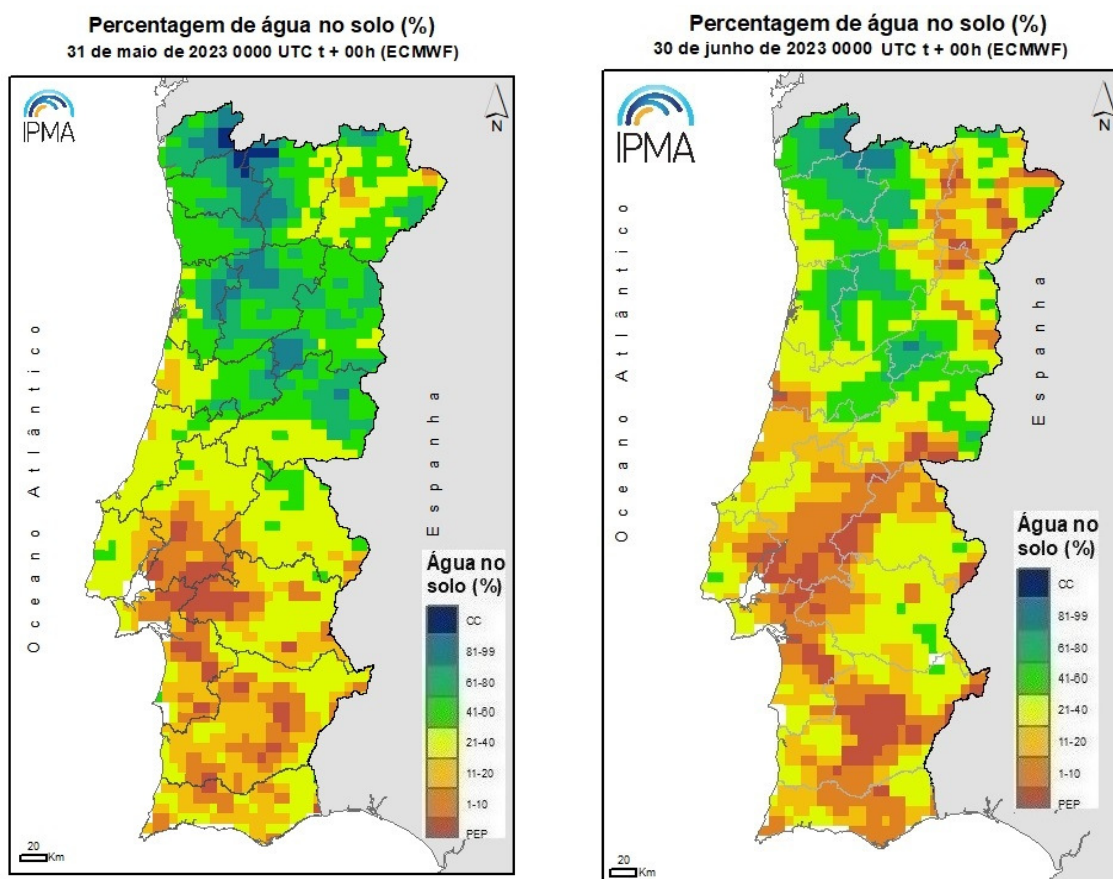 Percentagem de água no solo (%)
31 de maio de 2023 0000 UTC t + 00h (ECMWF)
IPMA
N
Oceano Atlântico
Espanha
Água no
solo (%)
CC
81-99
61-80
41-60
21-40
11-20
1-10
PEP
20
Km
Percentagem de água no solo (%)
30 de junho de 2023 0000 UTC t + 00h (ECMWF)
IPMA
N
Oceano Atlântico
Espanha
Água no
solo (%)
CC
81-99
61-80
41-60
21-40
11-20
1-10
PEP
20
Km